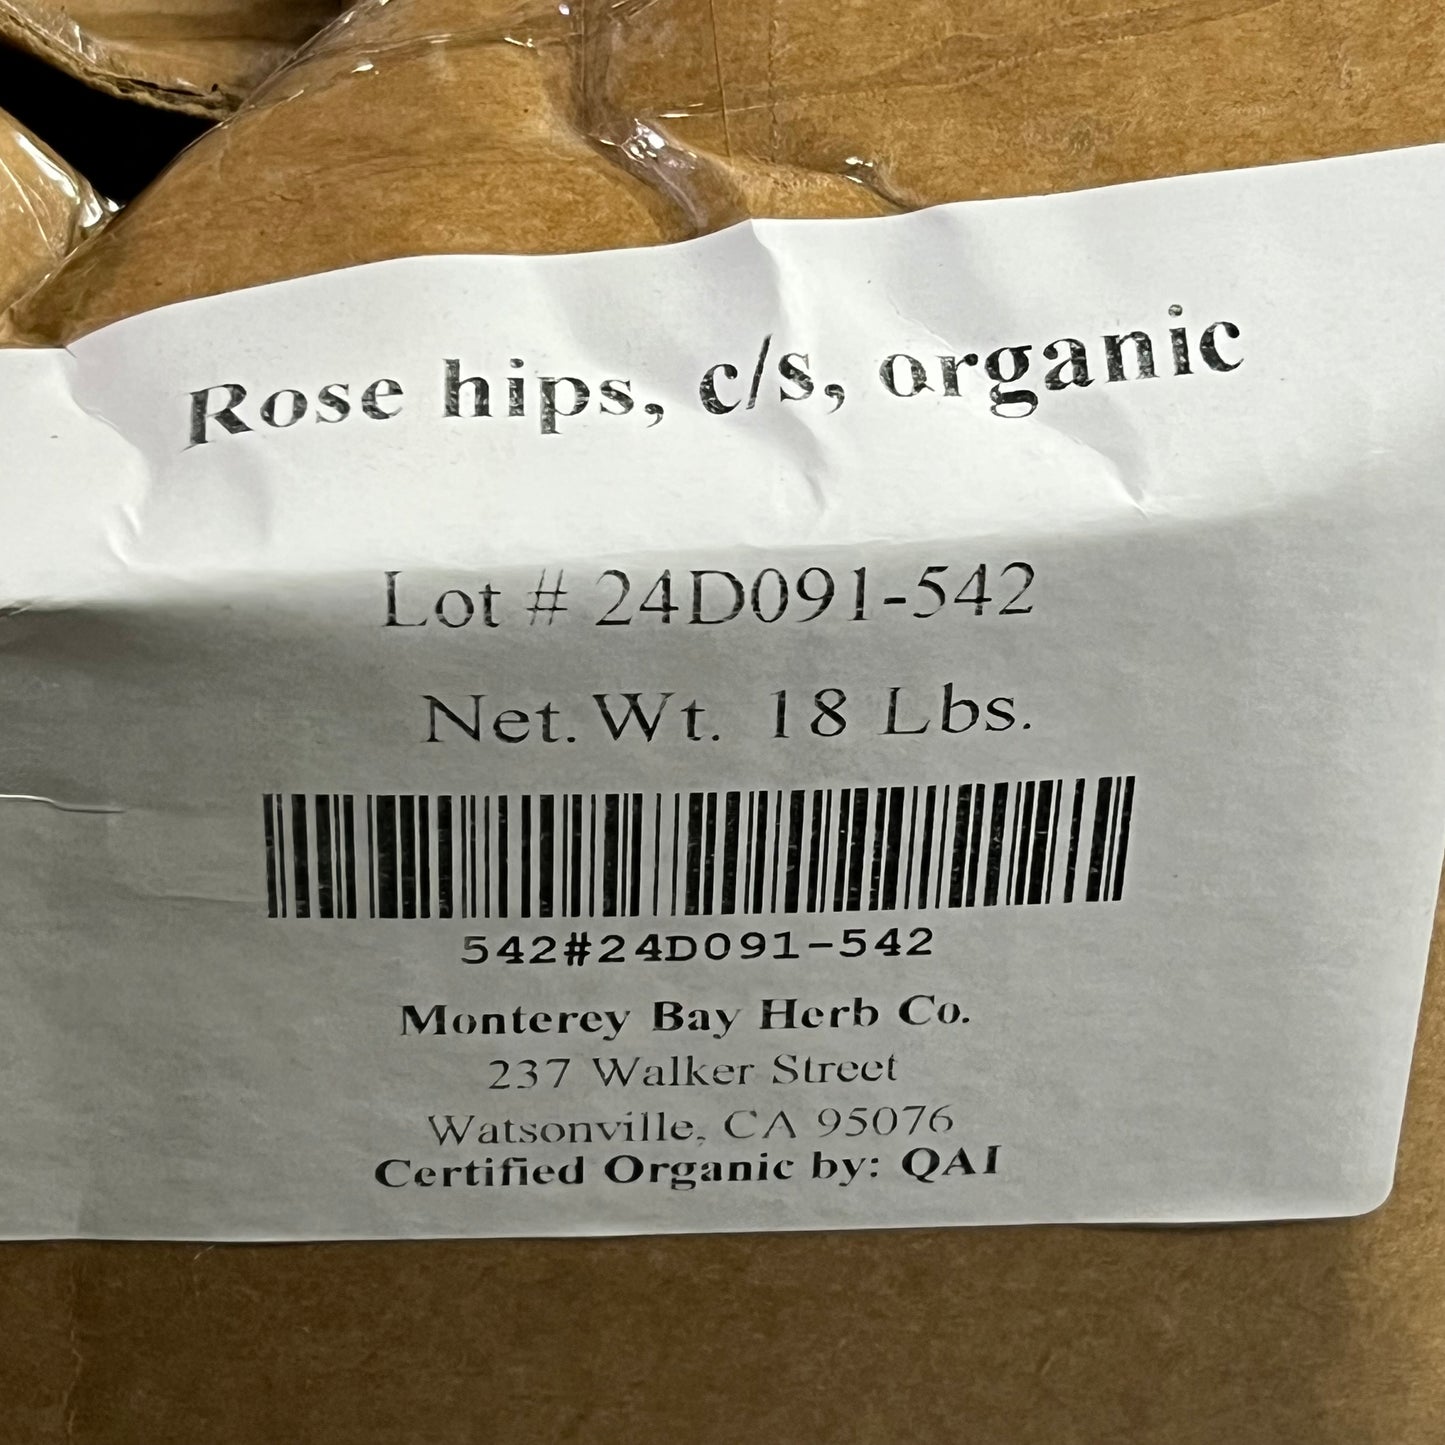 Rose hips, c/s, organic
Lot # 24D091-542
Net. Wt. 18 Lbs.
542#24D091-542
Monterey Bay Herb Co.
237 Walker Street
Watsonville, CA 95076
Certified Organic by: QAI